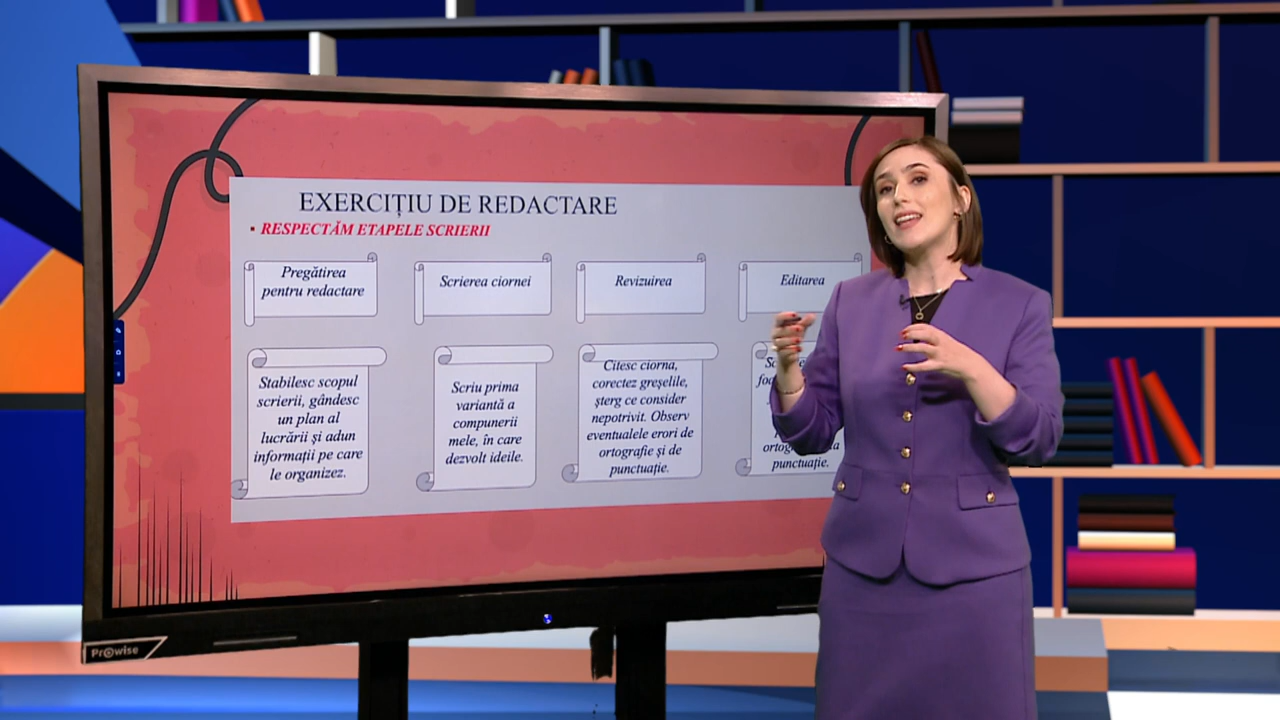 EXERCIȚIU DE REDACTARE
▪ RESPECTĂM ETAPELE SCRIERII
Pregătirea
pentru redactare
Scrierea ciornei
Revizuirea
Editarea
Stabilesc scopul
scrierii, gândesc
un plan al
lucrării și adun
informații pe care
le organizez.
Scriu prima
variantă a
compunerii
mele, în care
dezvolt ideile.
Citesc ciorna,
corectez greșelile,
șterg ce consider
nepotrivit. Observ
eventualele erori de
ortografie și de
punctuație.
punctuație.
Prowise